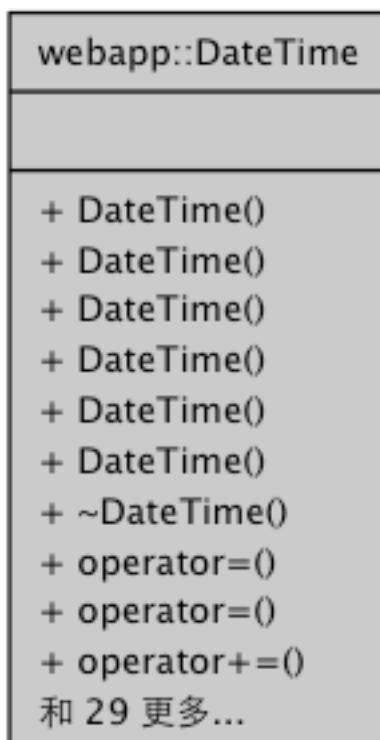 webapp::DateTime
+ DateTime()
+ DateTime()
+ DateTime()
+ DateTime()
+ DateTime()
+ DateTime()
+ ~DateTime()
+ operator=()
+ operator=()
+ operator+=()
和 29 更多...